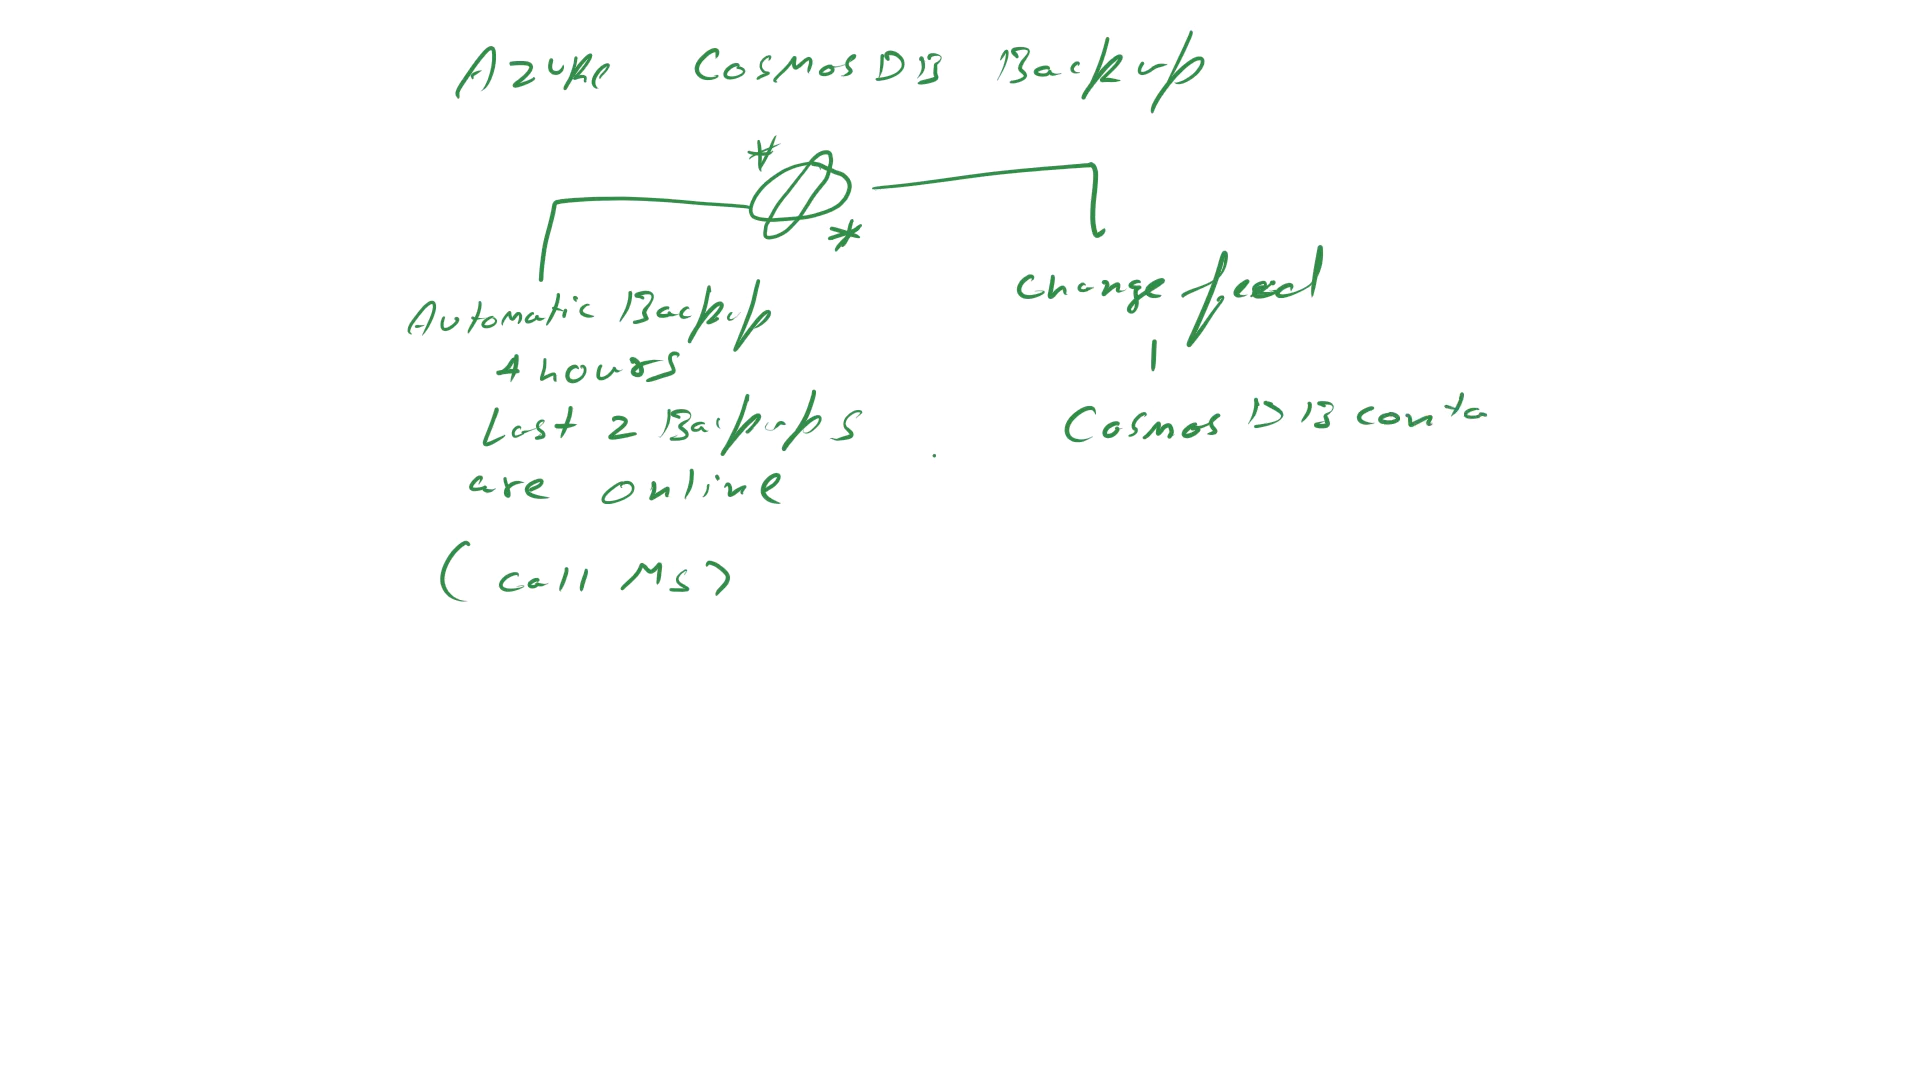 Azure Cosmos DB Backup
Automatic Backup
4 hours
Last 2 Backups
are online
(call MS)
change feed
Cosmos DB conta